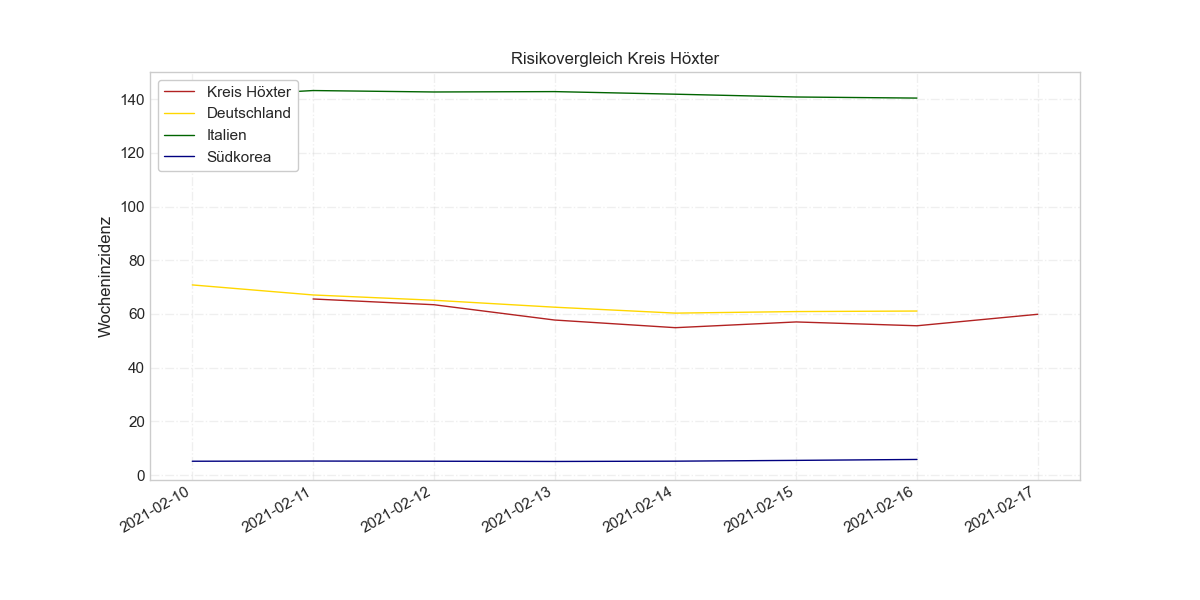 Risikovergleich Kreis Höxter
Kreis Höxter
Deutschland
Italien
Südkorea
Wocheninzidenz
140
120
100
80
60
40
20
0
2021-02-10
2021-02-11
2021-02-12
2021-02-13
2021-02-14
2021-02-15
2021-02-16
2021-02-17